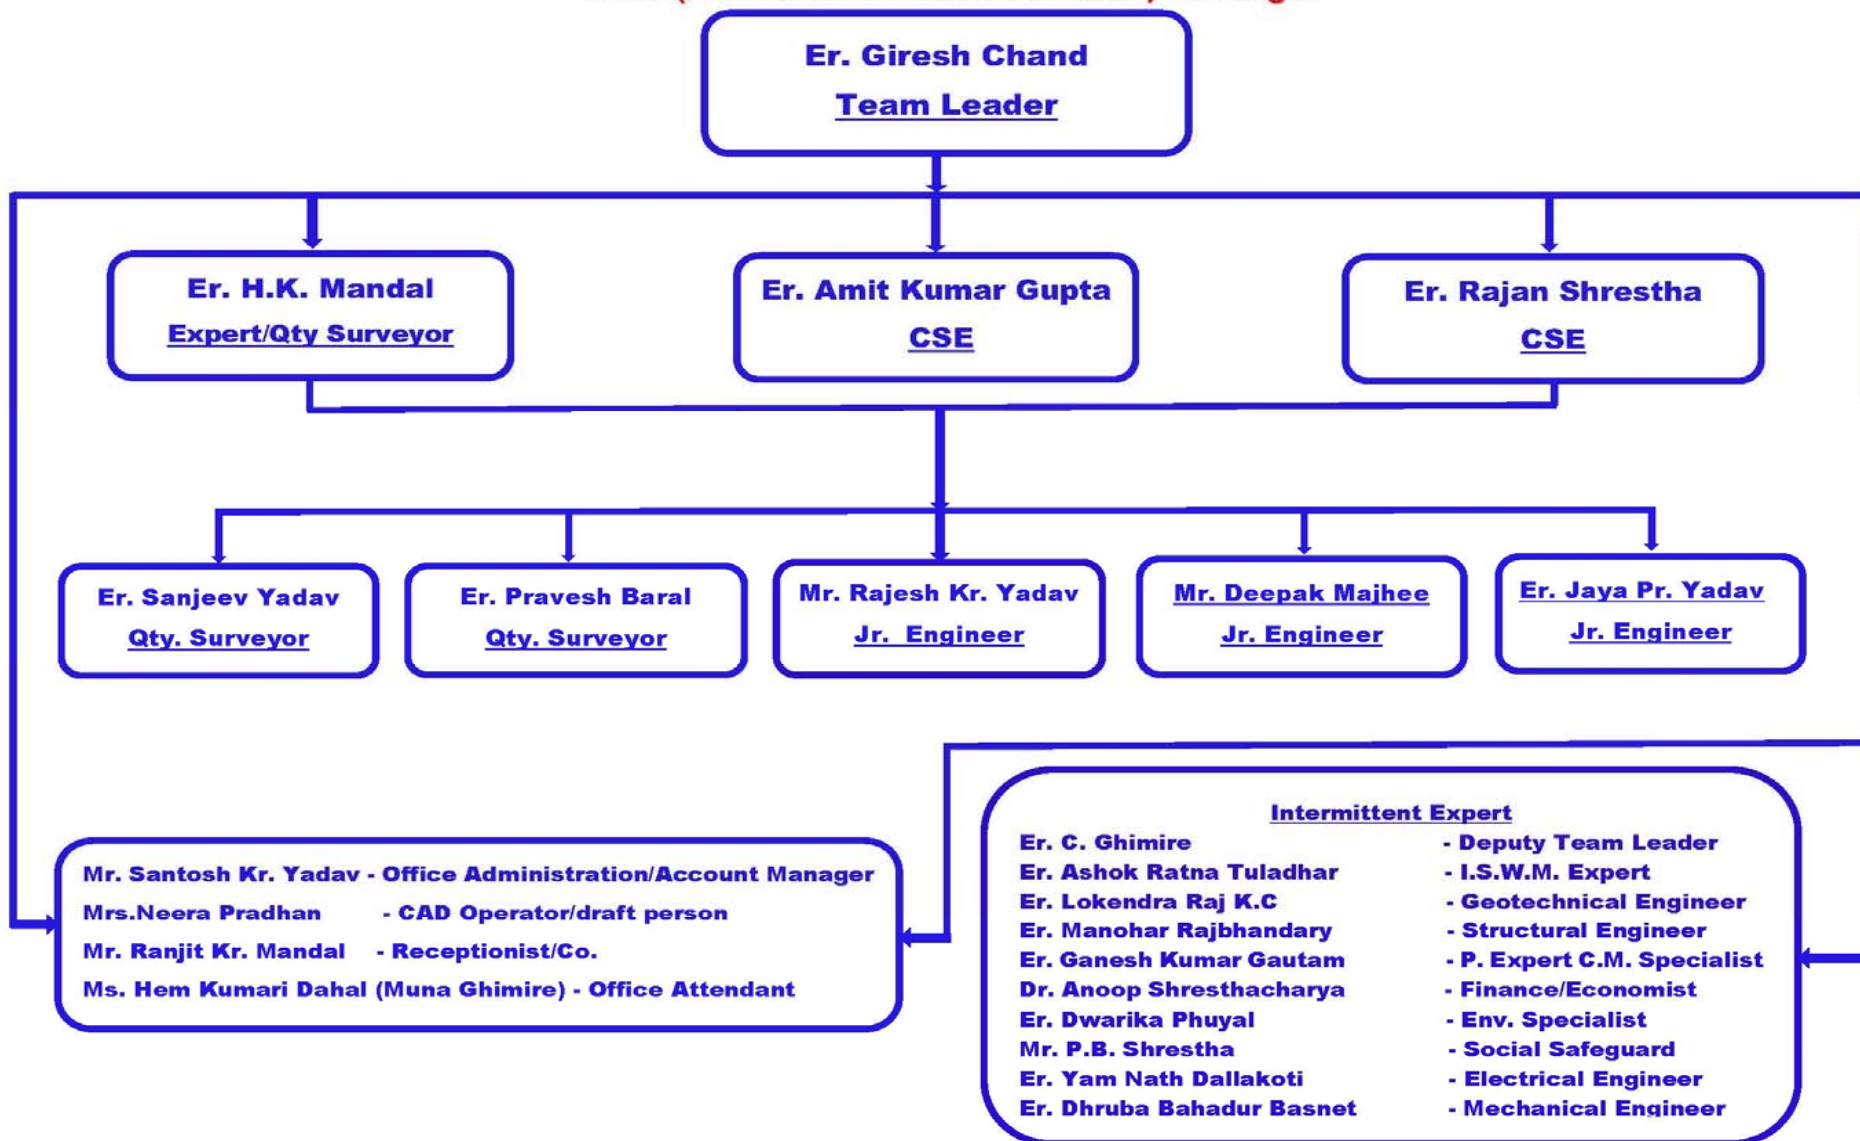 Er. Giresh Chand
Team Leader
Er. H.K. Mandal
Expert/Qty Surveyor
Er. Amit Kumar Gupta
CSE
Er. Rajan Shrestha
CSE
Er. Sanjeev Yadav
Qty. Surveyor
Er. Pravesh Baral
Qty. Surveyor
Mr. Rajesh Kr. Yadav
Jr. Engineer
Mr. Deepak Majhee
Jr. Engineer
Er. Jaya Pr. Yadav
Jr. Engineer
Mr. Santosh Kr. Yadav - Office Administration/Account Manager
Mrs.Neera Pradhan - CAD Operator/draft person
Mr. Ranjit Kr. Mandal - Receptionist/Co.
Ms. Hem Kumari Dahal (Muna Ghimire) - Office Attendant
Intermittent Expert
Er. C. Ghimire - Deputy Team Leader
Er. Ashok Ratna Tuladhar - I.S.W.M. Expert
Er. Lokendra Raj K.C - Geotechnical Engineer
Er. Manohar Rajbhandary - Structural Engineer
Er. Ganesh Kumar Gautam - P. Expert C.M. Specialist
Dr. Anoop Shresthacharya - Finance/Economist
Er. Dwarika Phuyal - Env. Specialist
Mr. P.B. Shrestha - Social Safeguard
Er. Yam Nath Dallakoti - Electrical Engineer
Er. Dhruba Bahadur Basnet - Mechanical Engineer